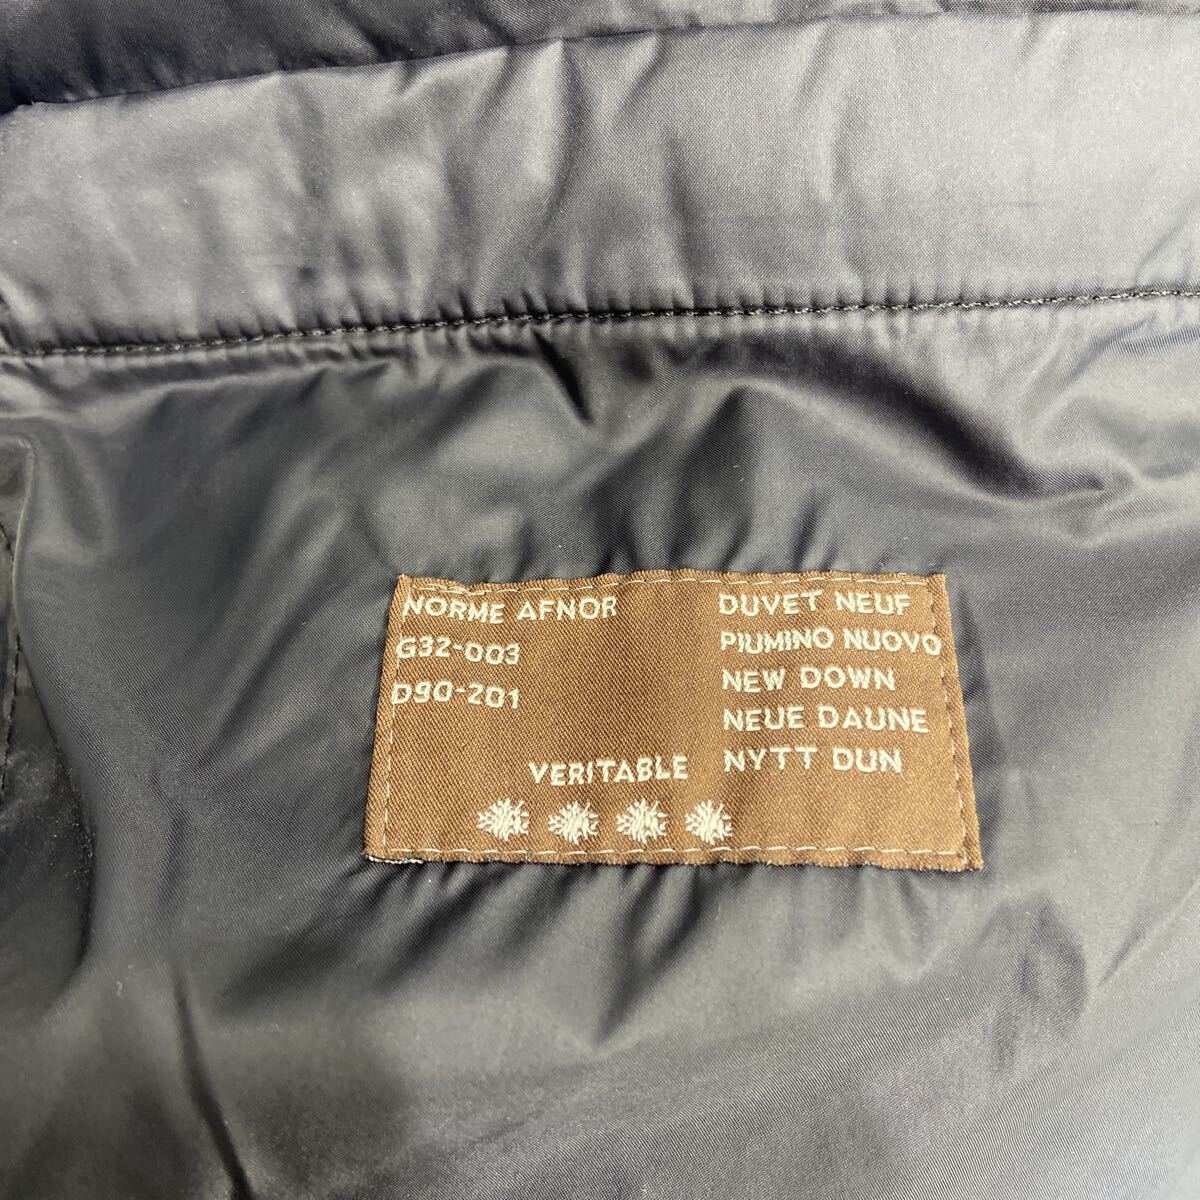 NORME AFNOR
G32-003
D90-201
VERITABLE
DUVET NEUF
PIUMINO NUOVO
NEW DOWN
NEUE DAUNE
NYTT DUN